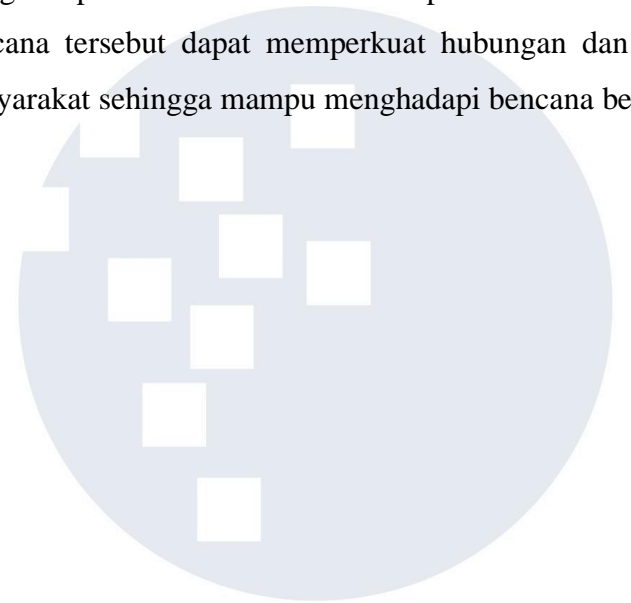 cana tersebut dapat memperkuat hubungan dan
yarakat sehingga mampu menghadapi bencana be